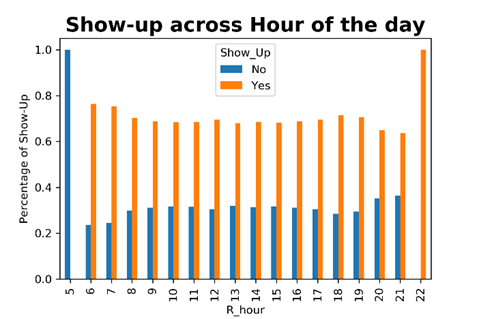 Show-up across Hour of the day
Show_Up
No
Yes
Percentage of Show-Up
1.0
0.8
0.6
0.4
0.2
0.0
5 6 7 8 9 10 11 12 13 14 15 16 17 18 19 20 21 22
R_hour